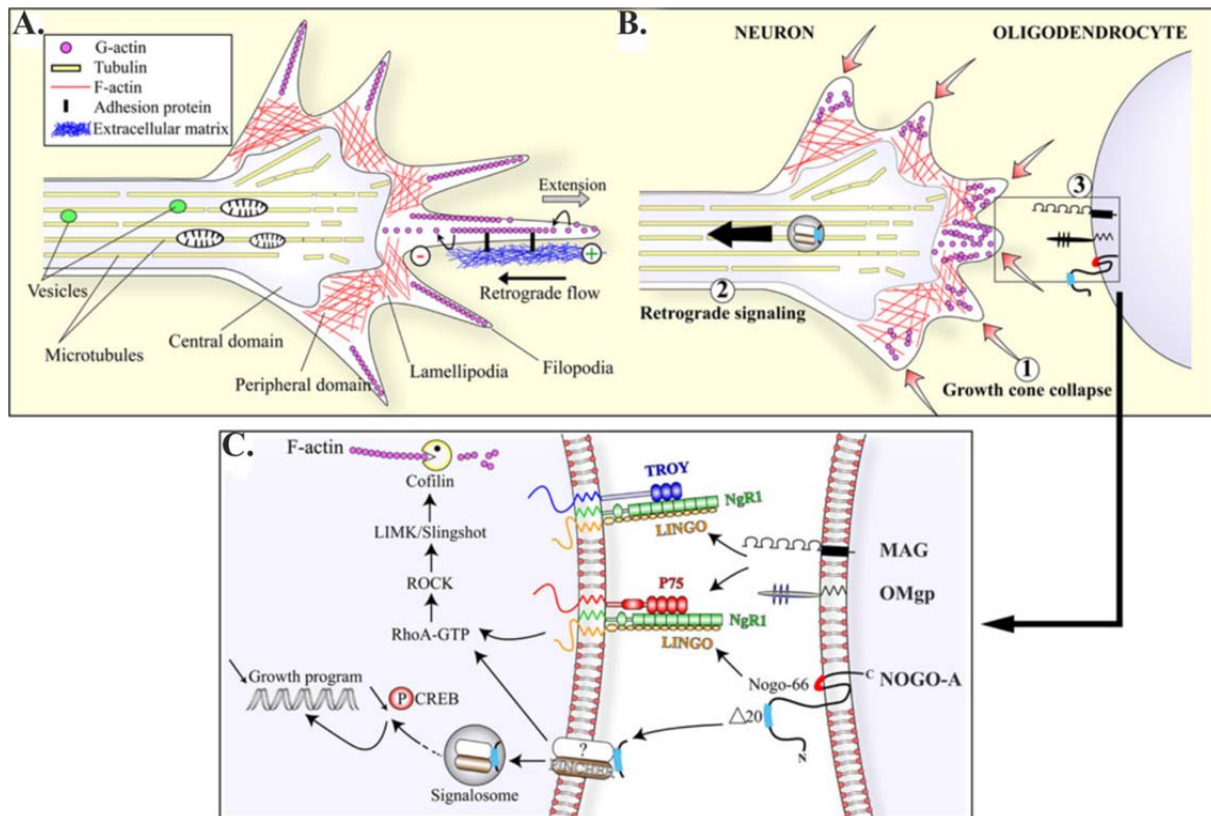 A.
G-actin
Tubulin
F-actin
Adhesion protein
Extracellular matrix
Extension
-
+
Retrograde flow
Vesicles
Microtubules
Central domain
Peripheral domain
Lamellipodia
Filopodia
B.
NEURON
OLIGODENDROCYTE
3
2
Retrograde signaling
1
Growth cone collapse
C.
F-actin
Cofilin
LIMK/Slingshot
ROCK
RhoA-GTP
Growth program
P CREB
Signalosome
?
PINCHER
TROY
NgR1
LINGO
P75
NgR1
LINGO
MAG
OMgp
NOGO-A
C
Nogo-66
△20
N